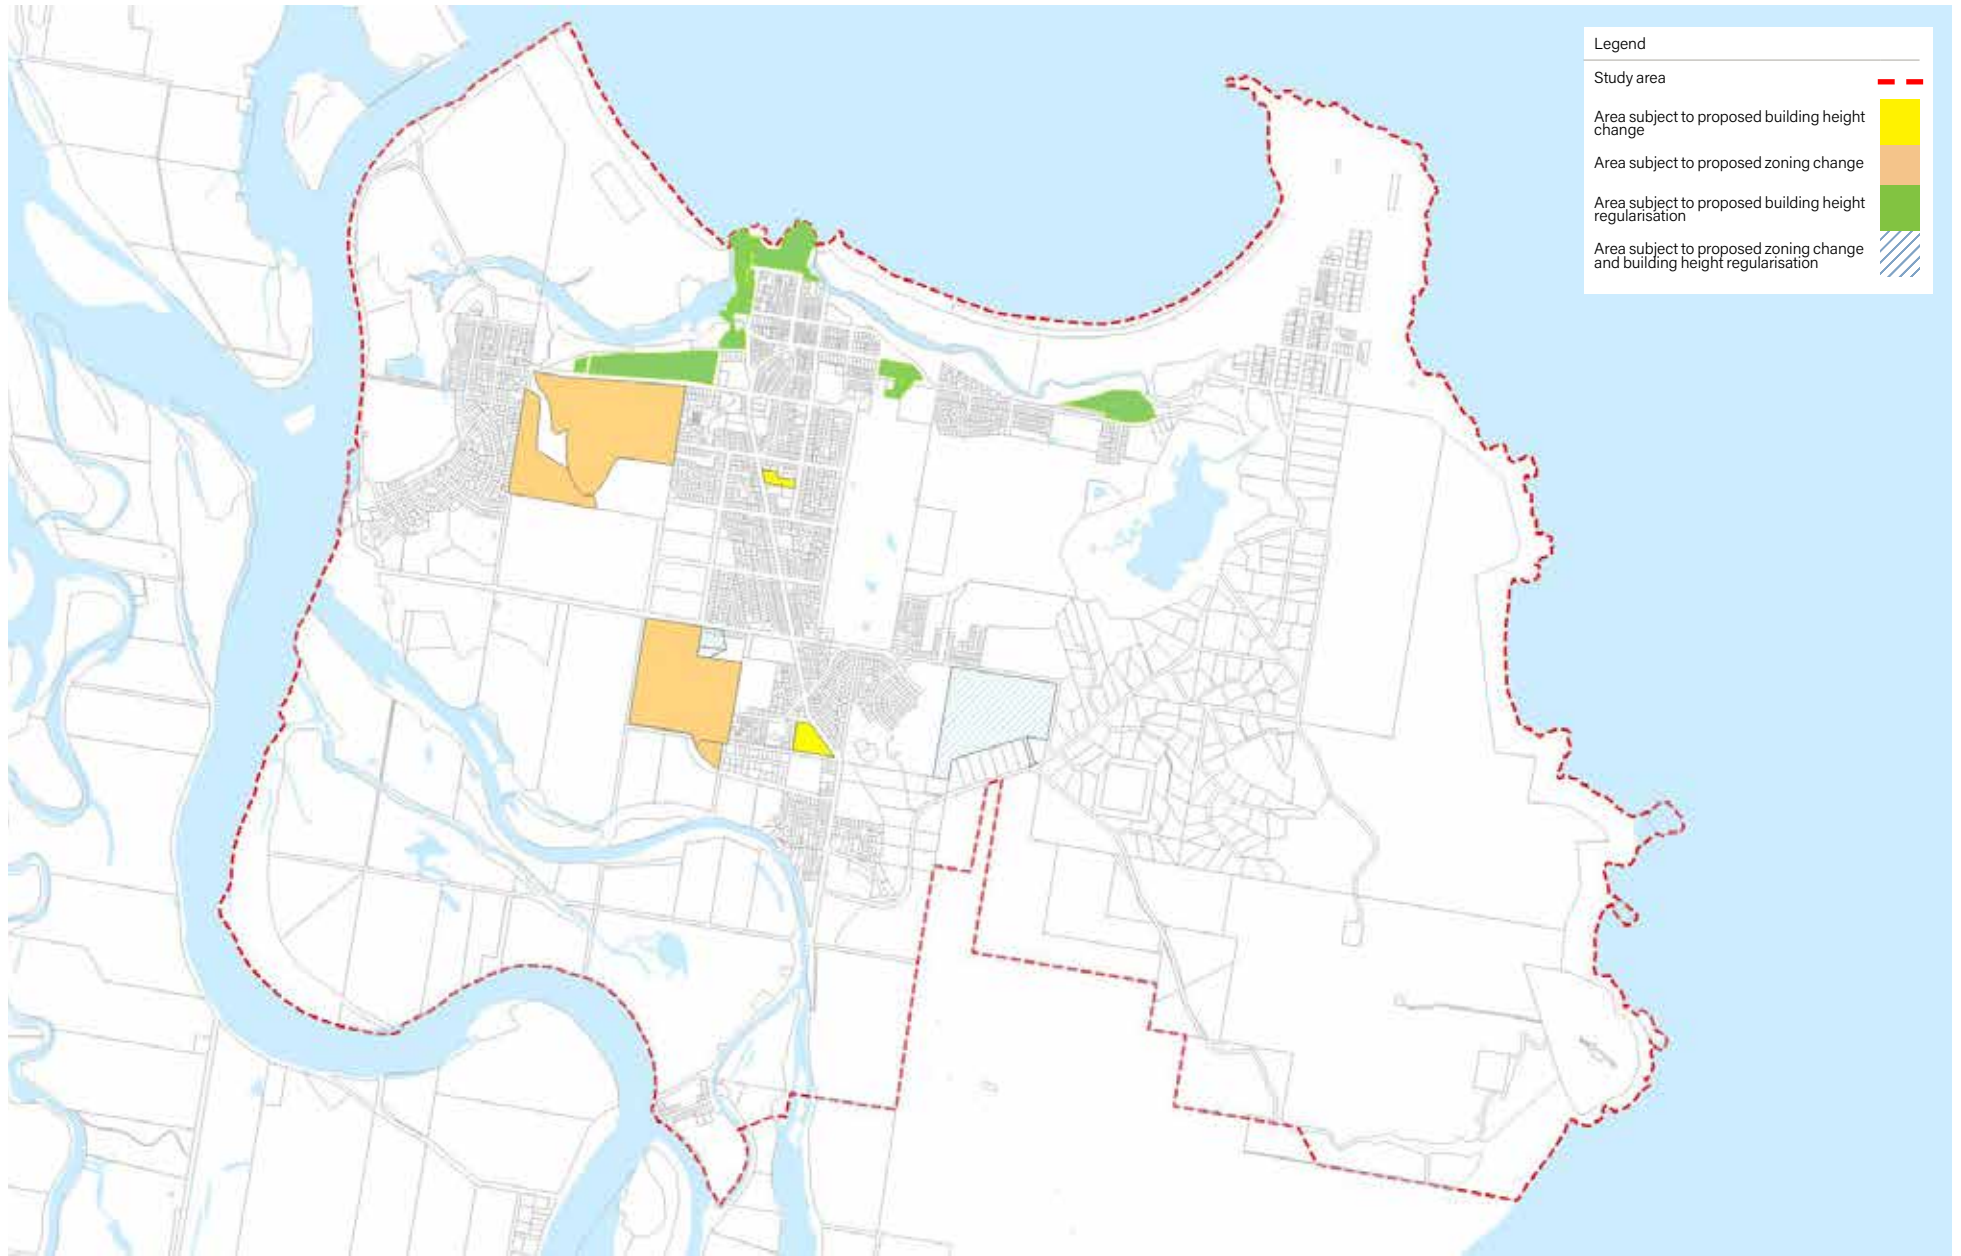 Legend
Study area
Area subject to proposed building height
change
Area subject to proposed zoning change
Area subject to proposed building height
regularisation
Area subject to proposed zoning change
and building height regularisation